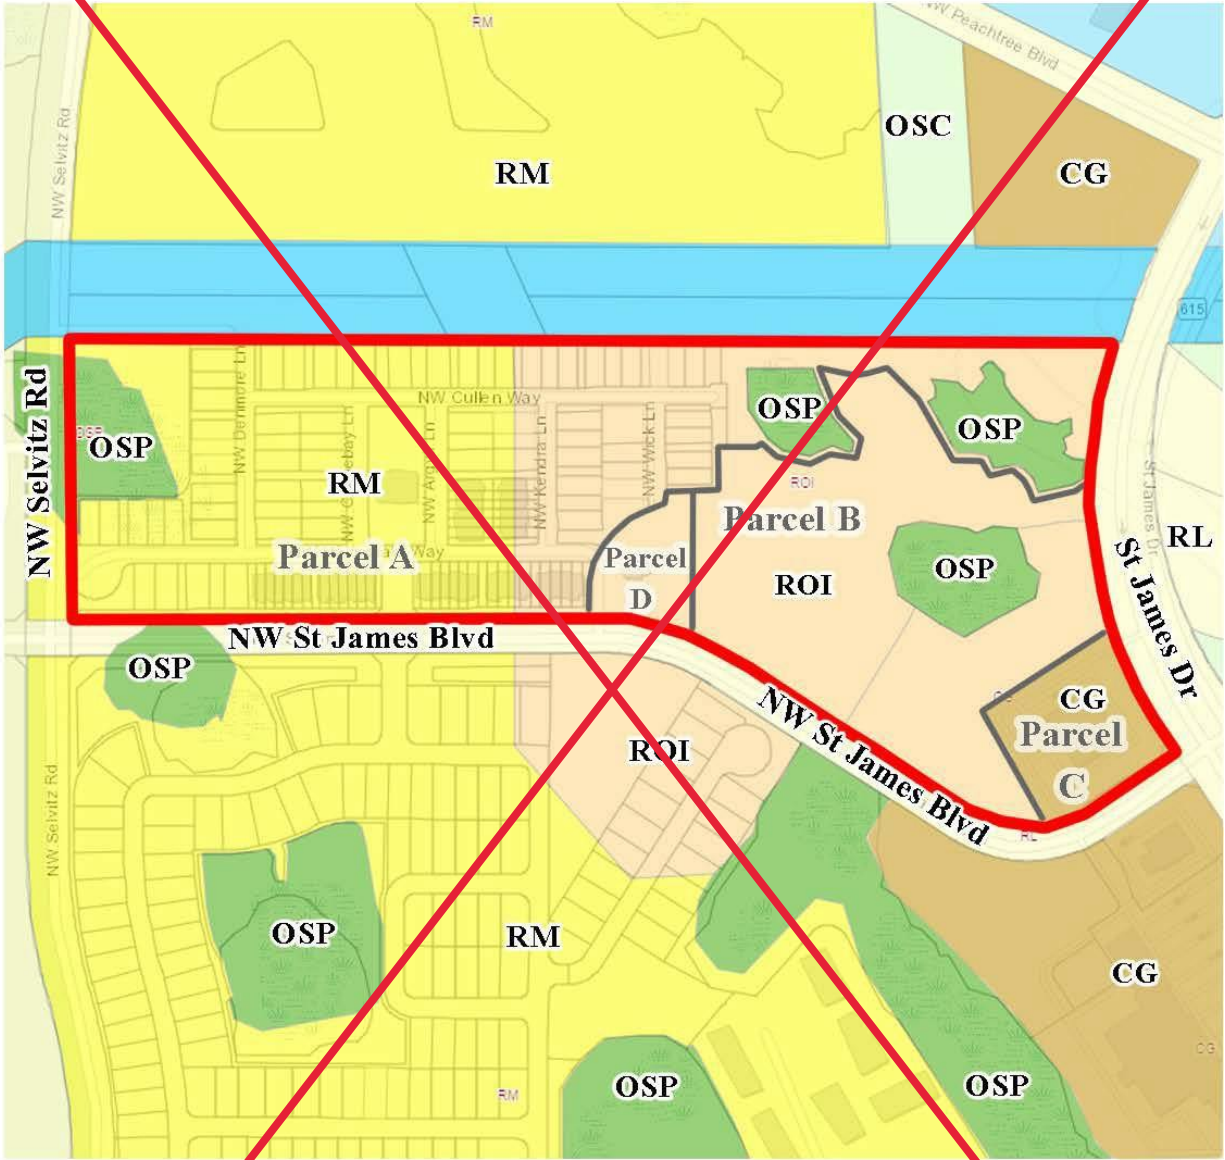 RM
NW Peachtree Blvd
NW Selvitz Rd
OSC
RM
CG
615
NW Selvitz Rd
OSP
OSP
NW Cullen Way
RM
NW Kendra Ln
NW Wick Ln
OSP
OSP
ROI
Parcel A
Way
Parcel
D
Parcel B
ROI
OSP
St James Dr
St James Dr
RL
NW St James Blvd
OSP
CG
Parcel
C
NW St James Blvd
RL
ROI
NW Selvitz Rd
OSP
RM
CG
CG
RM
OSP
OSP